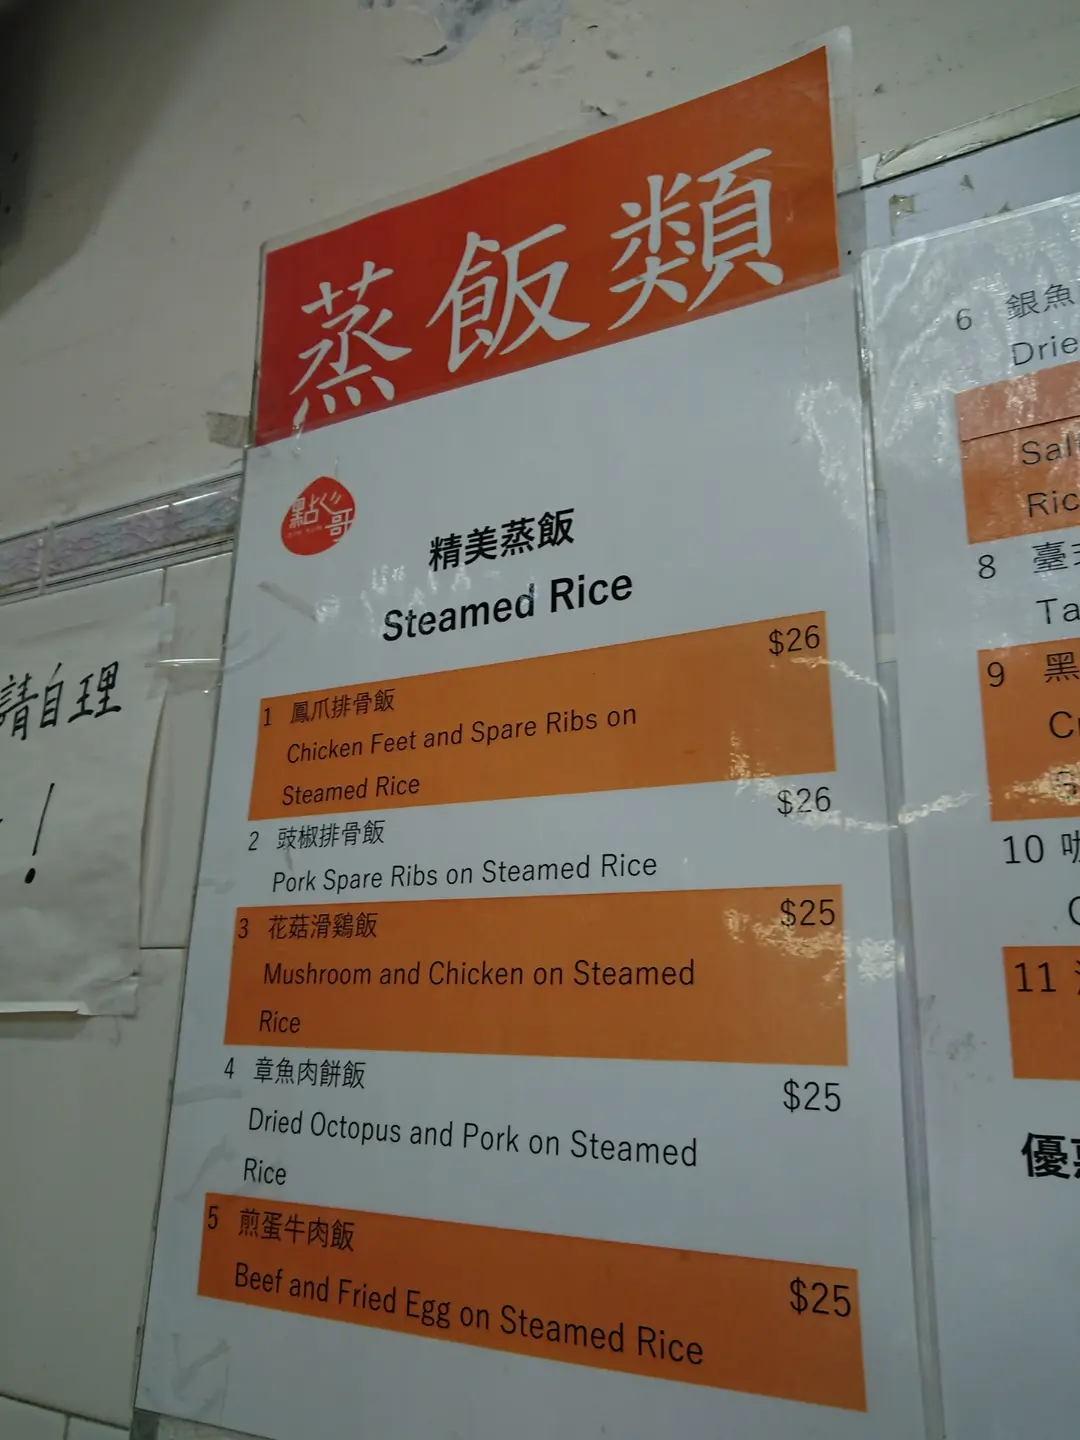 蒸飯類
點心哥
精美蒸飯
Steamed Rice
1 鳳爪排骨飯 $26
Chicken Feet and Spare Ribs on
Steamed Rice
2 豉椒排骨飯 $26
Pork Spare Ribs on Steamed Rice
3 花菇滑鷄飯 $25
Mushroom and Chicken on Steamed
Rice
4 章魚肉餅飯 $25
Dried Octopus and Pork on Steamed
Rice
5 煎蛋牛肉飯 $25
Beef and Fried Egg on Steamed Rice
請自理
!
6 銀魚
Drie
Sal
Ric
8 臺
Ta
9 黑
10
11
優